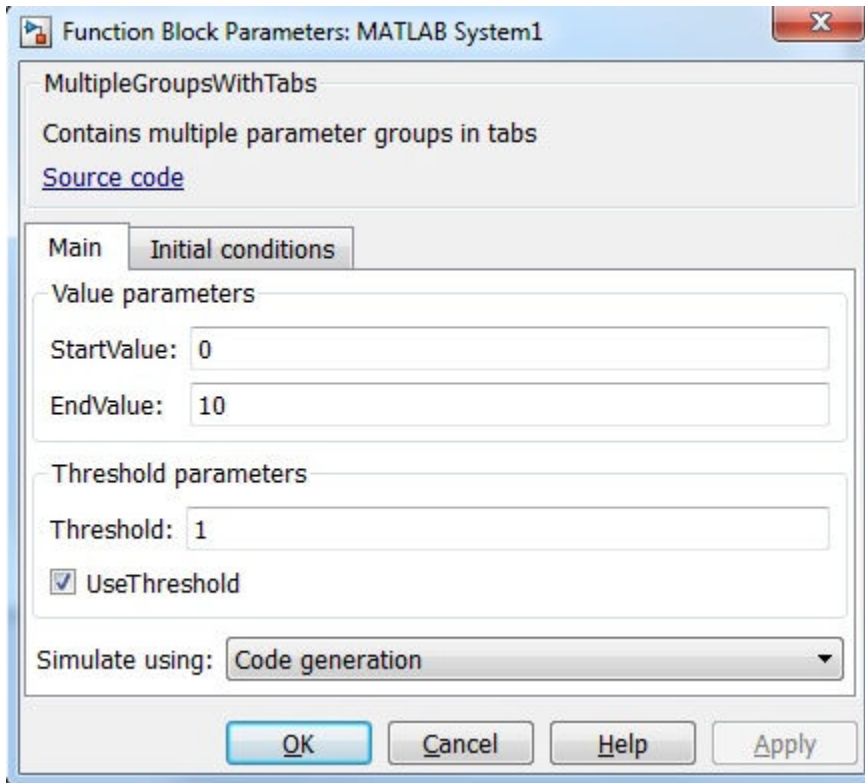 Function Block Parameters: MATLAB System1
MultipleGroupsWithTabs
Contains multiple parameter groups in tabs
Source code
Main Initial conditions
Value parameters
StartValue: 0
EndValue: 10
Threshold parameters
Threshold: 1
UseThreshold
Simulate using: Code generation
OK Cancel Help Apply